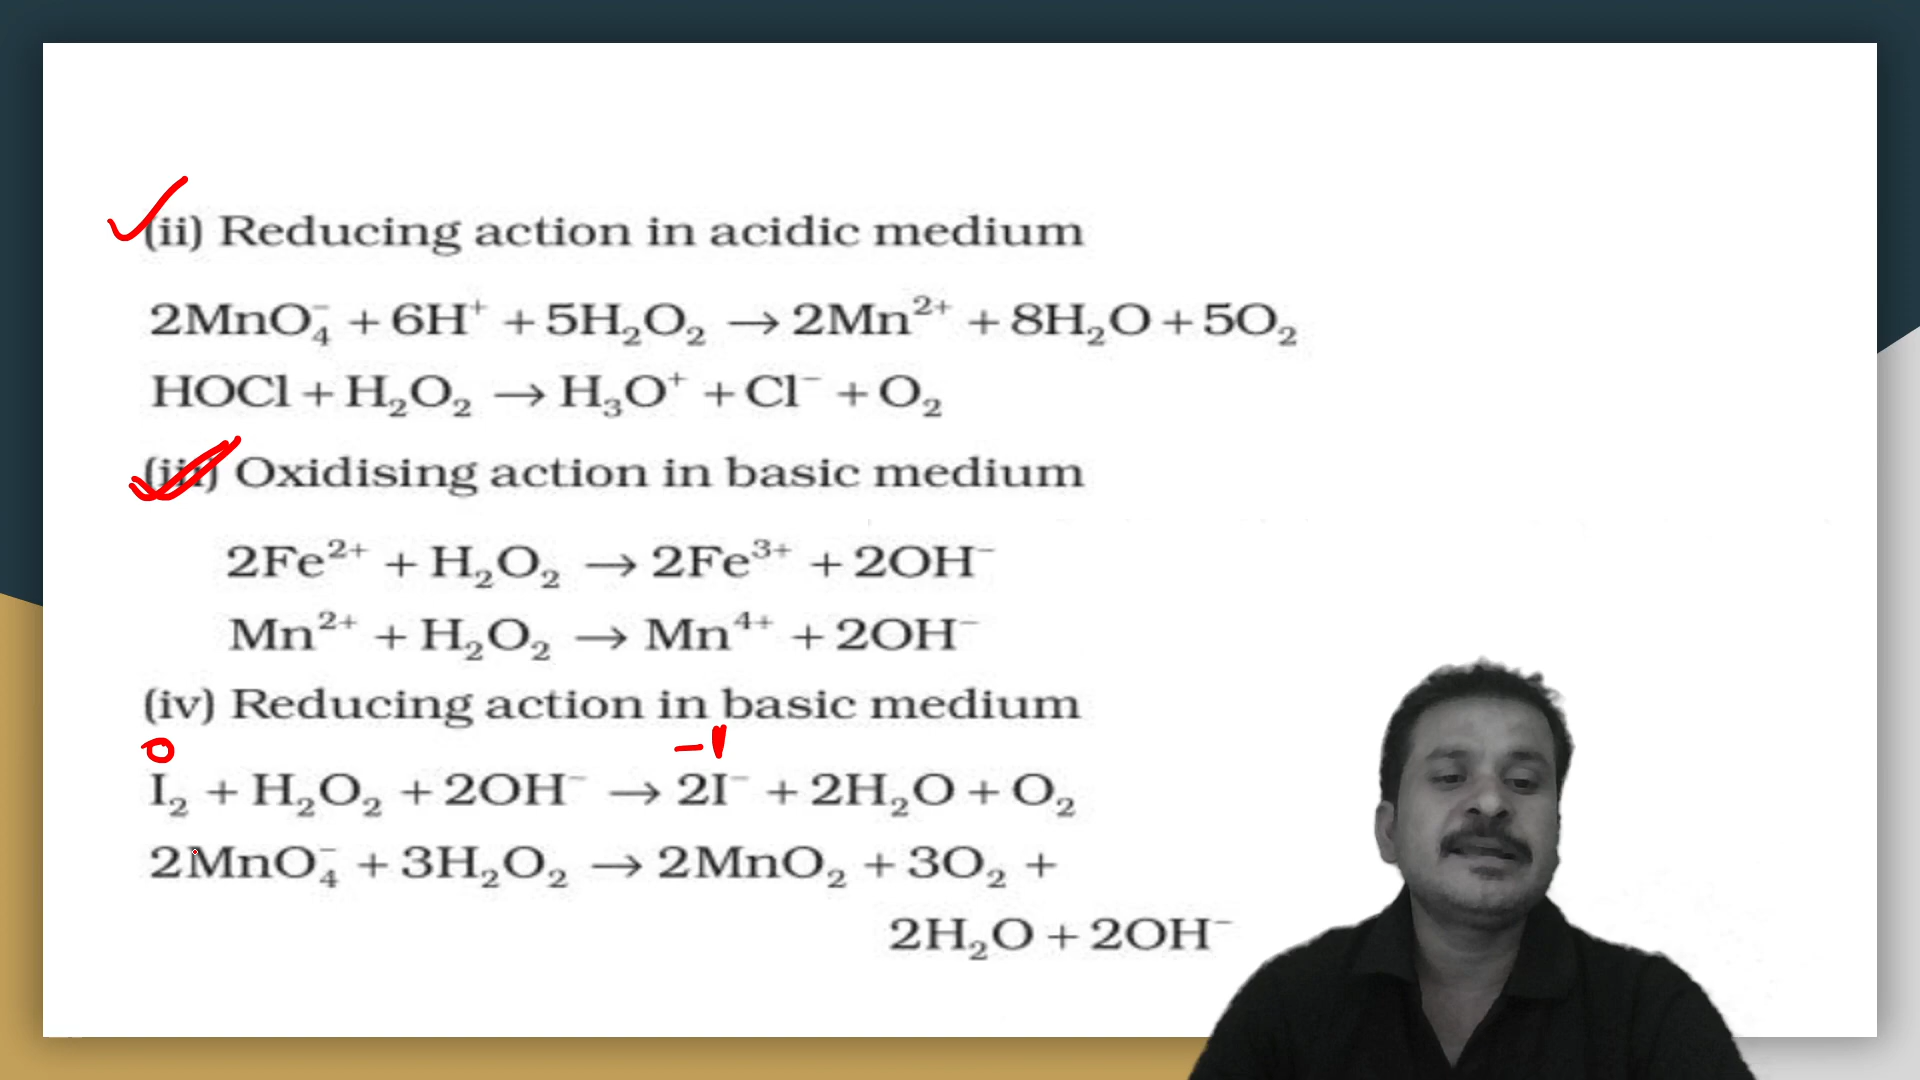 (ii) Reducing action in acidic medium
2MnO₄⁻ + 6H⁺ + 5H₂O₂ → 2Mn²⁺ + 8H₂O + 5O₂
HOCl + H₂O₂ → H₃O⁺ + Cl⁻ + O₂
(iii) Oxidising action in basic medium
2Fe²⁺ + H₂O₂ → 2Fe³⁺ + 2OH⁻
Mn²⁺ + H₂O₂ → Mn⁴⁺ + 2OH⁻
(iv) Reducing action in basic medium
0 -1
I₂ + H₂O₂ + 2OH⁻ → 2I⁻ + 2H₂O + O₂
2MnO₄⁻ + 3H₂O₂ → 2MnO₂ + 3O₂ +
2H₂O + 2OH⁻